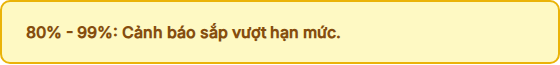 80% - 99%: Cảnh báo sắp vượt hạn mức.